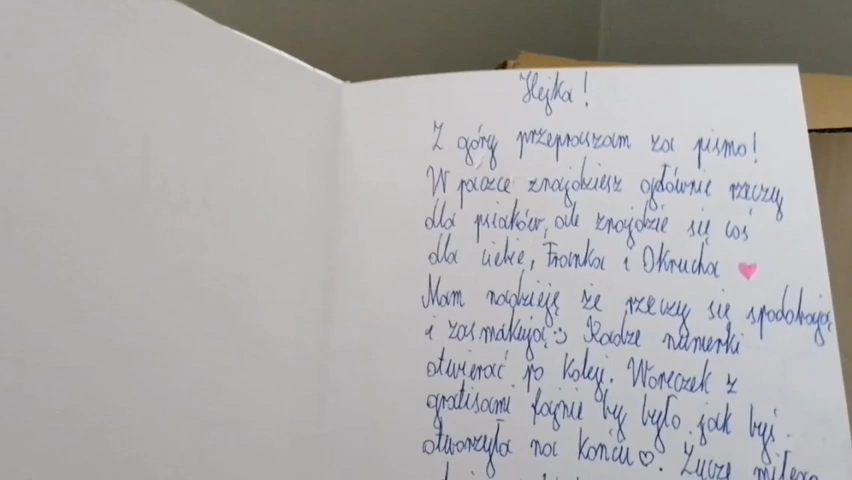 Hejka!
Z góry przepraszam za pismo!
W paczce znajdziesz głównie rzeczy
dla psiaków, ale znajdzie się coś
dla ciebie, Franka i Okrucha
Mam nadzieję że rzeczy się spodobają
i zasmakują :) Radzę numerki
otwierać po kolei. Woreczek z
gratisami fajnie by było jak byś
otworzyła na końcu ♡. Życzę miłego